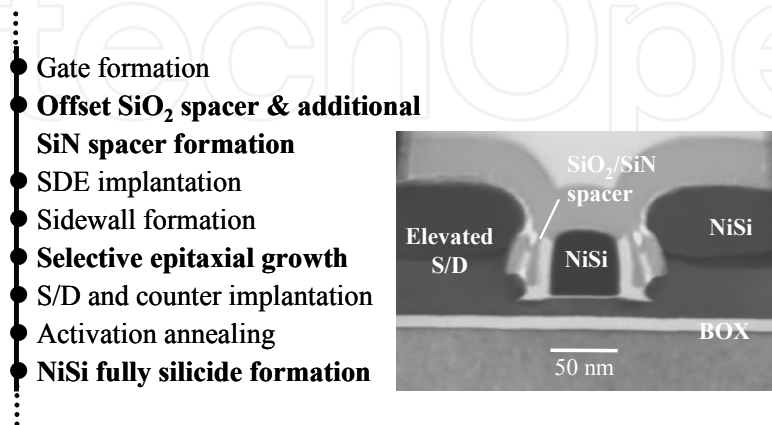 Gate formation
Offset SiO₂ spacer & additional
SiN spacer formation
SDE implantation
Sidewall formation
Selective epitaxial growth
S/D and counter implantation
Activation annealing
NiSi fully silicide formation
SiO₂/SiN
spacer
Elevated
S/D
NiSi
NiSi
BOX
50 nm